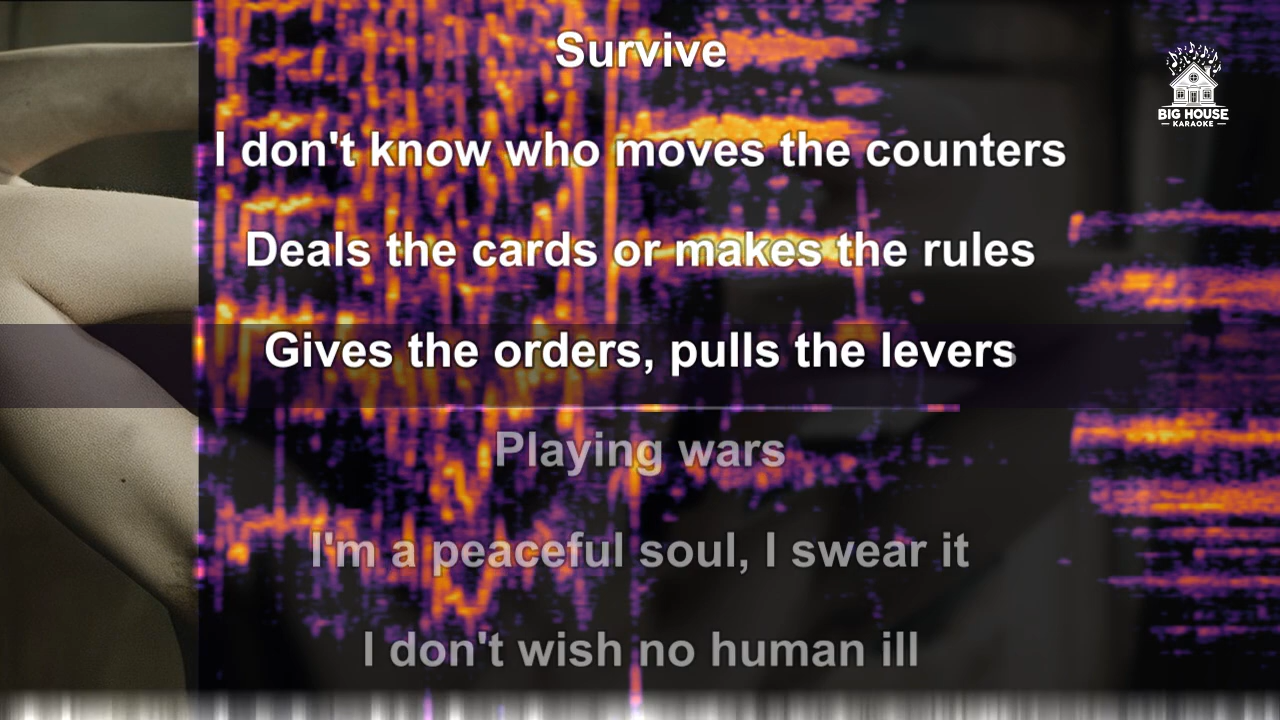 Survive
BIG HOUSE
KARAOKE
I don't know who moves the counters
Deals the cards or makes the rules
Gives the orders, pulls the levers
Playing wars
I'm a peaceful soul, I swear it
I don't wish no human ill